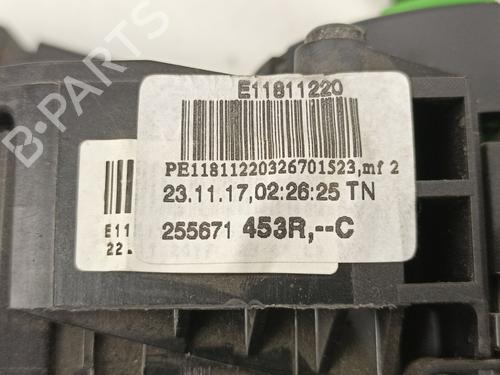 E11811220
PE11811220326701523,mf 2
23.11.17,02:26:25 TN
255671 453R,--C
E11
22.
B-PARTS